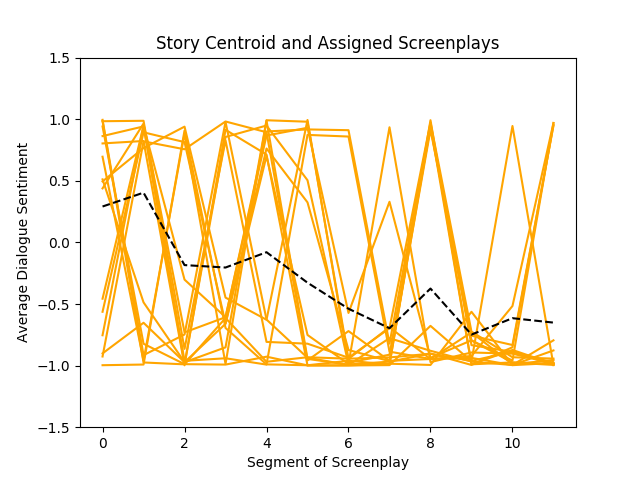 Story Centroid and Assigned Screenplays
1.5
1.0
0.5
0.0
−0.5
−1.0
−1.5
Average Dialogue Sentiment
0 2 4 6 8 10
Segment of Screenplay